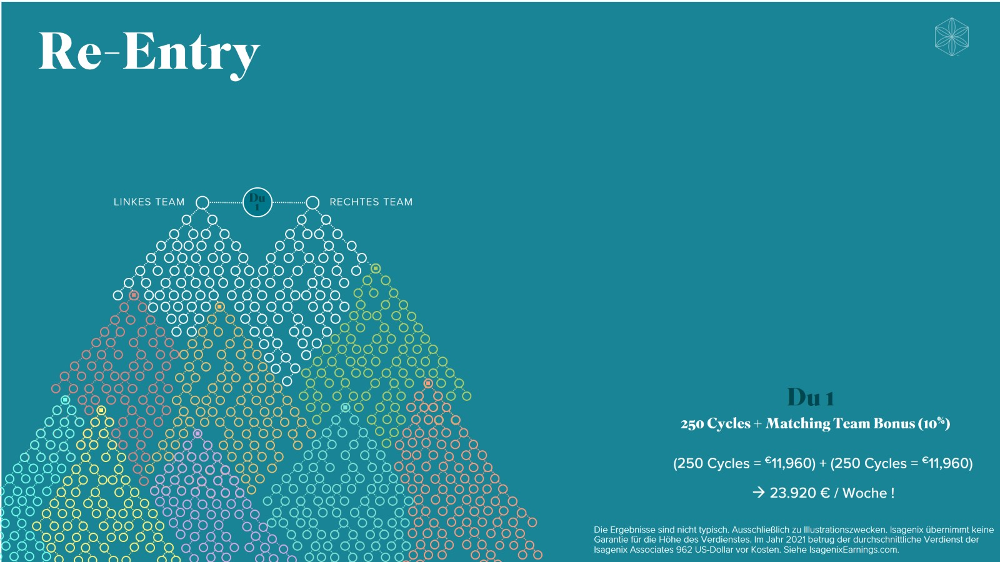 Re-Entry
LINKES TEAM
Du
1
RECHTES TEAM
Du 1
250 Cycles + Matching Team Bonus (10%)
(250 Cycles = €11,960) + (250 Cycles = €11,960)
→ 23.920 € / Woche !
Die Ergebnisse sind nicht typisch. Ausschließlich zu Illustrationszwecken. Isagenix übernimmt keine
Garantie für die Höhe des Verdienstes. Im Jahr 2021 betrug der durchschnittliche Verdienst der
Isagenix Associates 962 US-Dollar vor Kosten. Siehe IsagenixEarnings.com.